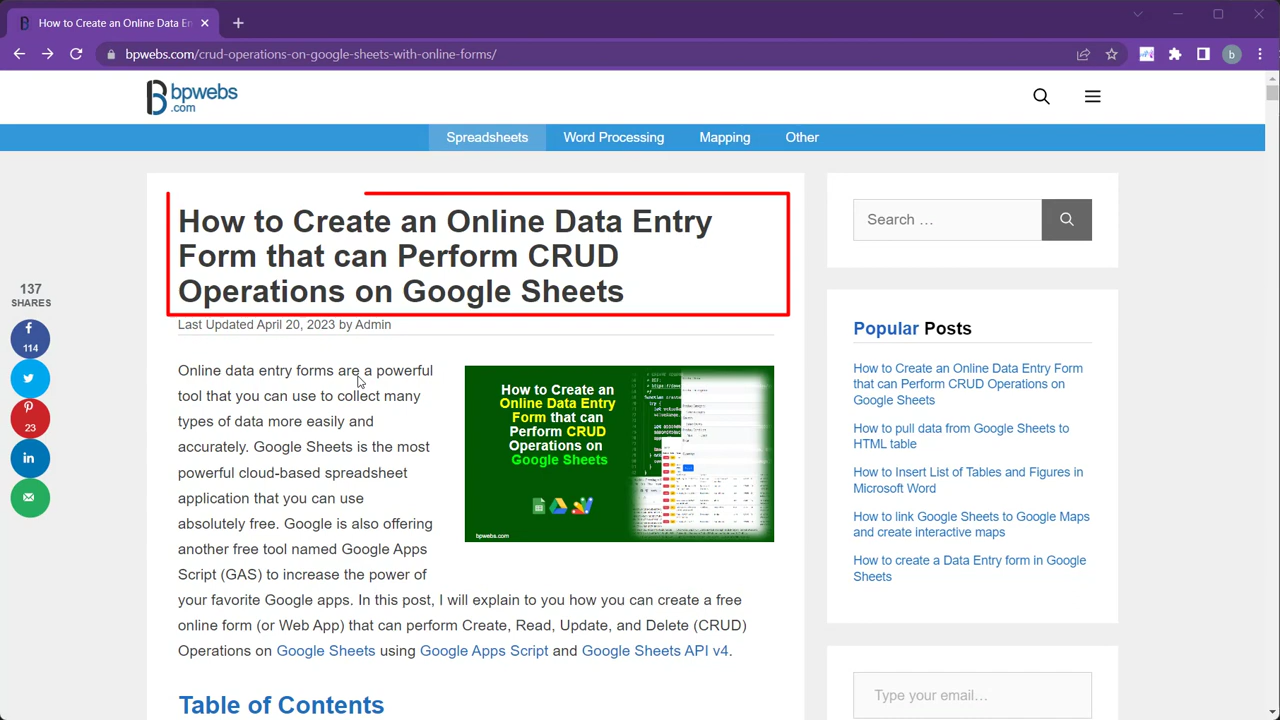 How to Create an Online Data En
bpwebs.com/crud-operations-on-google-sheets-with-online-forms/
b
bpwebs
.com
Spreadsheets
Word Processing
Mapping
Other
137
SHARES
114
23
How to Create an Online Data Entry
Form that can Perform CRUD
Operations on Google Sheets
Last Updated April 20, 2023 by Admin
Online data entry forms are a powerful
tool that you can use to collect many
types of data more easily and
accurately. Google Sheets is the most
powerful cloud-based spreadsheet
application that you can use
absolutely free. Google is also offering
another free tool named Google Apps
Script (GAS) to increase the power of
your favorite Google apps. In this post, I will explain to you how you can create a free
online form (or Web App) that can perform Create, Read, Update, and Delete (CRUD)
Operations on Google Sheets using Google Apps Script and Google Sheets API v4.
How to Create an
Online Data Entry
Form that can
Perform CRUD
Operations on
Google Sheets
bpwebs.com
Table of Contents
Search …
Popular Posts
How to Create an Online Data Entry Form
that can Perform CRUD Operations on
Google Sheets
How to pull data from Google Sheets to
HTML table
How to Insert List of Tables and Figures in
Microsoft Word
How to link Google Sheets to Google Maps
and create interactive maps
How to create a Data Entry form in Google
Sheets
Type your email…